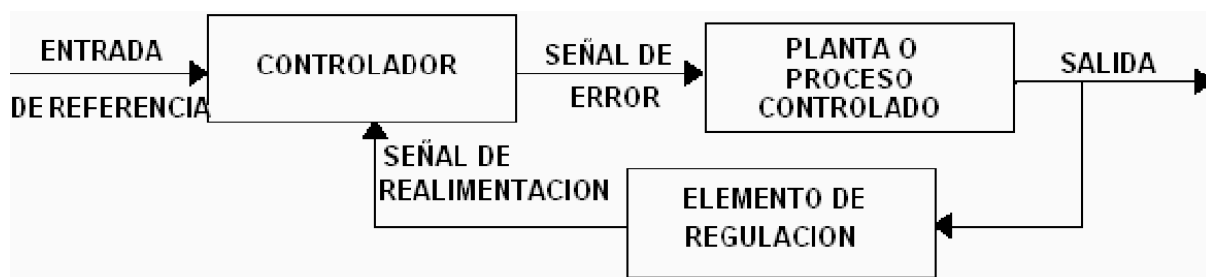 ENTRADA
DE REFERENCIA
CONTROLADOR
SEÑAL DE
ERROR
PLANTA O
PROCESO
CONTROLADO
SALIDA
SEÑAL DE
REALIMENTACION
ELEMENTO DE
REGULACION